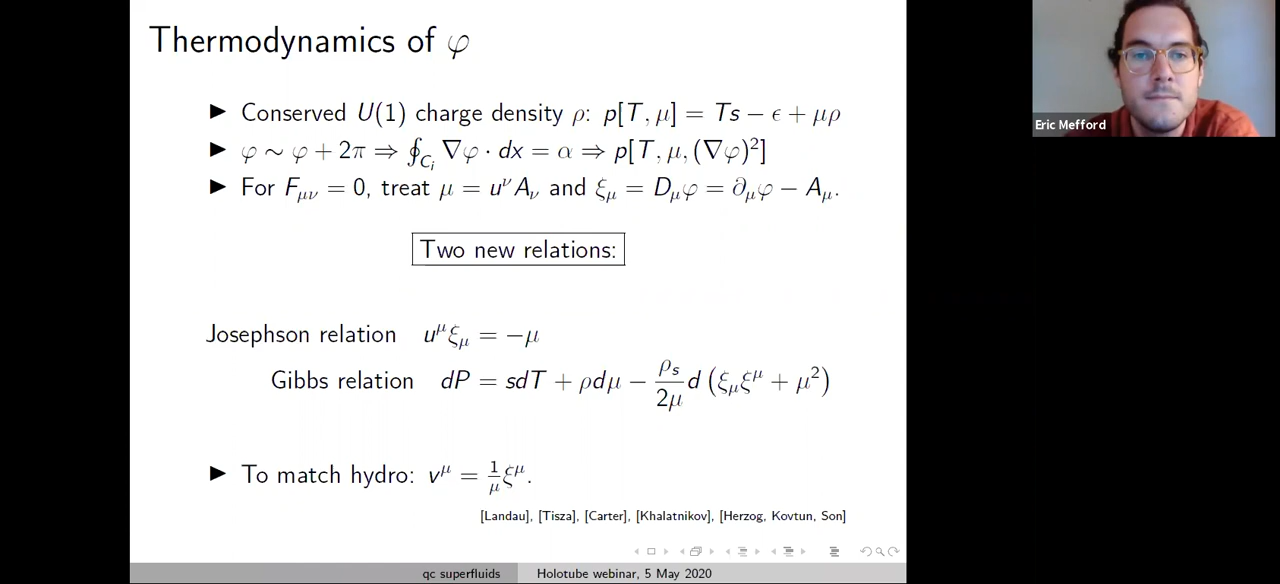 Thermodynamics of φ
▶ Conserved U(1) charge density ρ: p[T, μ] = Ts − ϵ + μρ
▶ φ ∼ φ + 2π ⇒ ∮_{C_i} ∇φ · dx = α ⇒ p[T, μ, (∇φ)²]
▶ For F_{μν} = 0, treat μ = u^ν A_ν and ξ_μ = D_μφ = ∂_μφ − A_μ.
Two new relations:
Josephson relation u^μ ξ_μ = −μ
Gibbs relation dP = sdT + ρdμ − ρ_s/2μ d (ξ_μ ξ^μ + μ²)
▶ To match hydro: v^μ = 1/μ ξ^μ.
[Landau], [Tisza], [Carter], [Khalatnikov], [Herzog, Kovtun, Son]
qc superfluids Holotube webinar, 5 May 2020
Eric Mefford